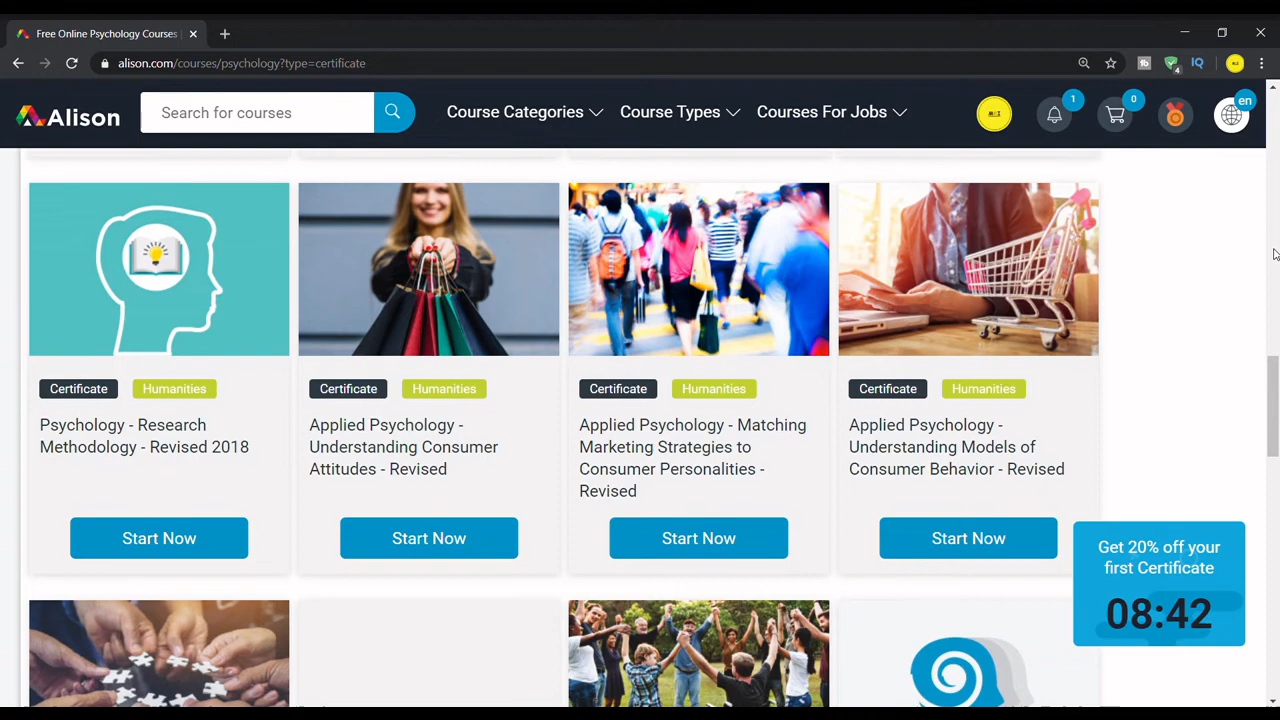 Free Online Psychology Courses
alison.com/courses/psychology?type=certificate
4
IQ
Alison
Search for courses
Course Categories
Course Types
Courses For Jobs
1
0
en
Certificate
Humanities
Psychology - Research
Methodology - Revised 2018
Start Now
Certificate
Humanities
Applied Psychology -
Understanding Consumer
Attitudes - Revised
Start Now
Certificate
Humanities
Applied Psychology - Matching
Marketing Strategies to
Consumer Personalities -
Revised
Start Now
Certificate
Humanities
Applied Psychology -
Understanding Models of
Consumer Behavior - Revised
Start Now
Get 20% off your
first Certificate
08:42